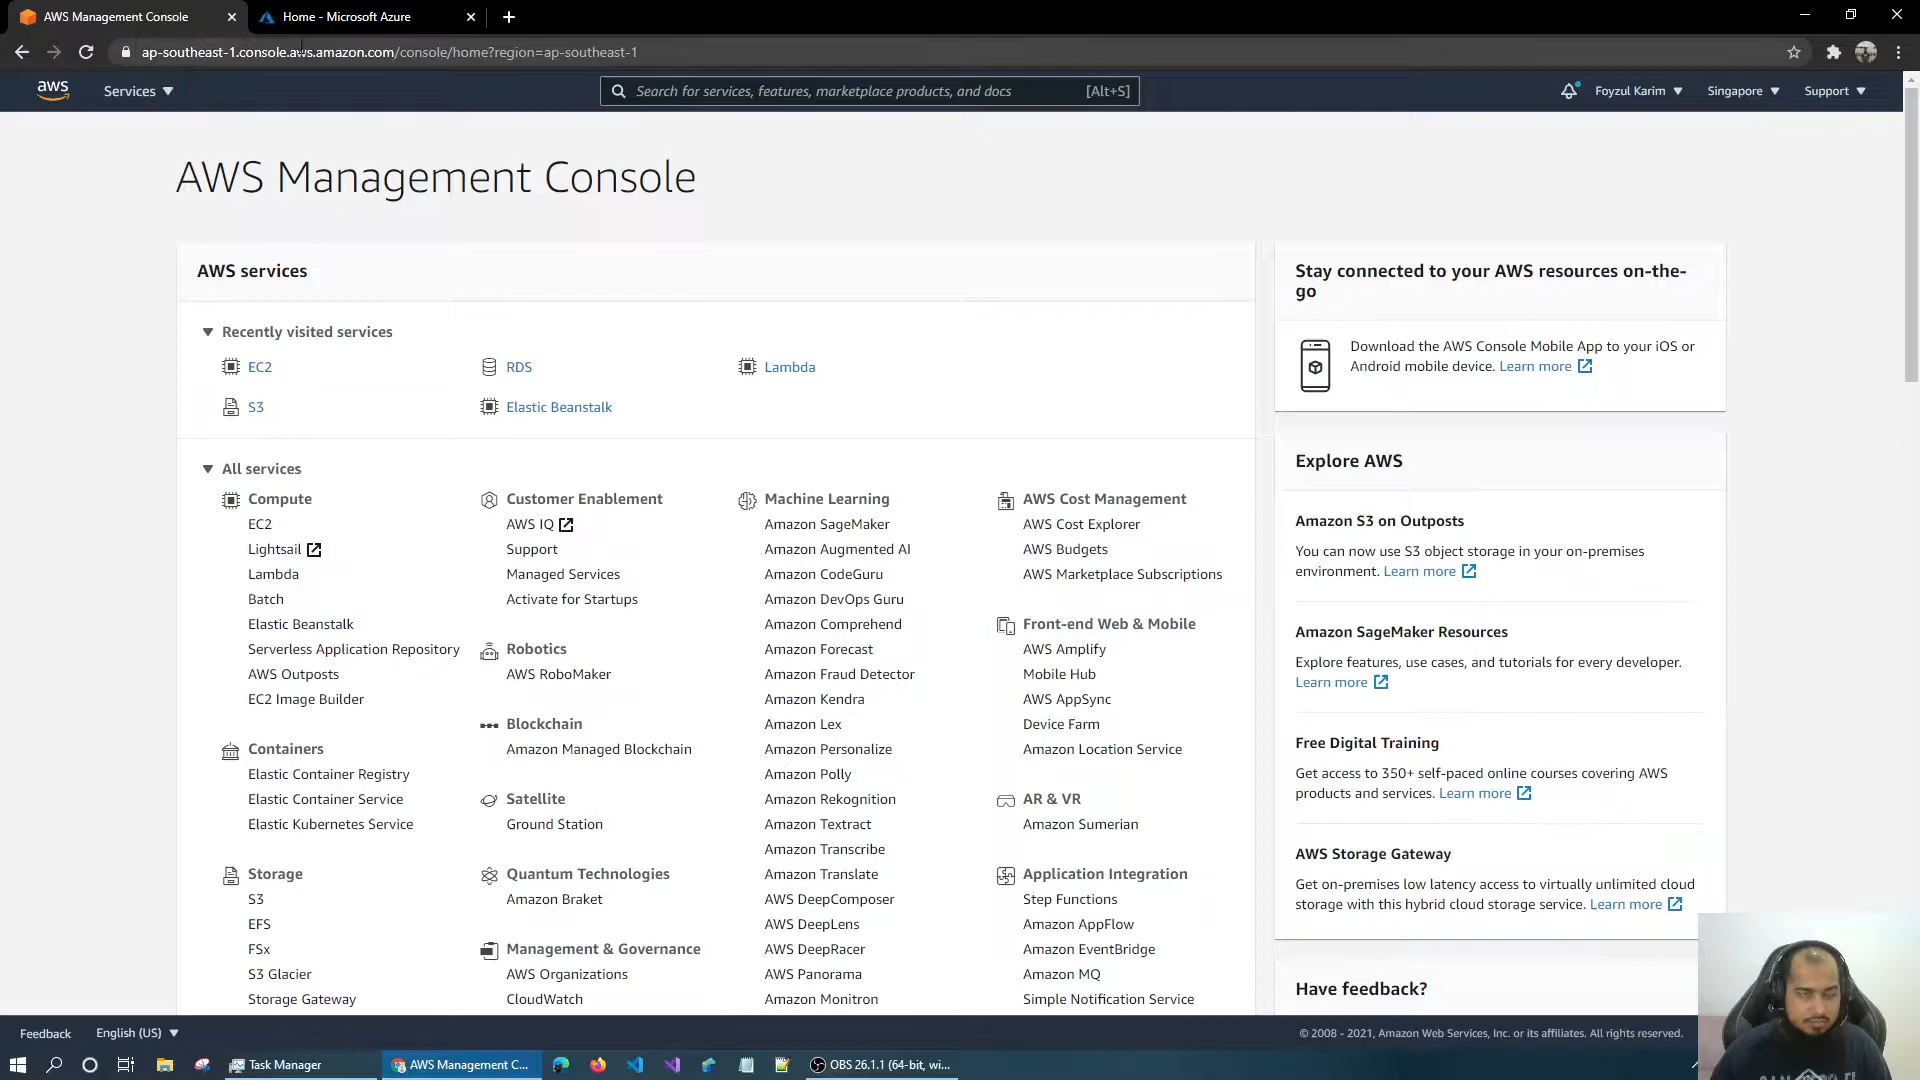 AWS Management Console
Home - Microsoft Azure
ap-southeast-1.console.aws.amazon.com/console/home?region=ap-southeast-1
aws
Services
Search for services, features, marketplace products, and docs
[Alt+S]
Foyzul Karim
Singapore
Support
AWS Management Console
AWS services
Recently visited services
EC2
RDS
Lambda
S3
Elastic Beanstalk
All services
Compute
EC2
Lightsail
Lambda
Batch
Elastic Beanstalk
Serverless Application Repository
AWS Outposts
EC2 Image Builder
Containers
Elastic Container Registry
Elastic Container Service
Elastic Kubernetes Service
Storage
S3
EFS
FSx
S3 Glacier
Storage Gateway
Customer Enablement
AWS IQ
Support
Managed Services
Activate for Startups
Robotics
AWS RoboMaker
Blockchain
Amazon Managed Blockchain
Satellite
Ground Station
Quantum Technologies
Amazon Braket
Management & Governance
AWS Organizations
CloudWatch
Machine Learning
Amazon SageMaker
Amazon Augmented AI
Amazon CodeGuru
Amazon DevOps Guru
Amazon Comprehend
Amazon Forecast
Amazon Fraud Detector
Amazon Kendra
Amazon Lex
Amazon Personalize
Amazon Polly
Amazon Rekognition
Amazon Textract
Amazon Transcribe
Amazon Translate
AWS DeepComposer
AWS DeepLens
AWS DeepRacer
AWS Panorama
Amazon Monitron
AWS Cost Management
AWS Cost Explorer
AWS Budgets
AWS Marketplace Subscriptions
Front-end Web & Mobile
AWS Amplify
Mobile Hub
AWS AppSync
Device Farm
Amazon Location Service
AR & VR
Amazon Sumerian
Application Integration
Step Functions
Amazon AppFlow
Amazon EventBridge
Amazon MQ
Simple Notification Service
Stay connected to your AWS resources on-the-
go
Download the AWS Console Mobile App to your iOS or
Android mobile device. Learn more
Explore AWS
Amazon S3 on Outposts
You can now use S3 object storage in your on-premises
environment. Learn more
Amazon SageMaker Resources
Explore features, use cases, and tutorials for every developer.
Learn more
Free Digital Training
Get access to 350+ self-paced online courses covering AWS
products and services. Learn more
AWS Storage Gateway
Get on-premises low latency access to virtually unlimited cloud
storage with this hybrid cloud storage service. Learn more
Have feedback?
Feedback
English (US)
© 2008 - 2021, Amazon Web Services, Inc. or its affiliates. All rights reserved.
Task Manager
AWS Management C...
OBS 26.1.1 (64-bit, wi...